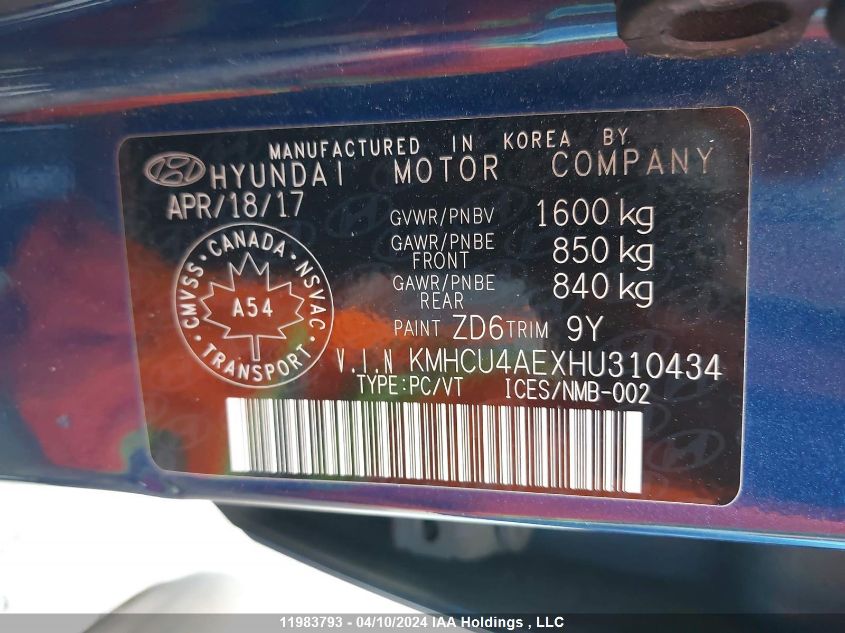 MANUFACTURED IN KOREA BY
HYUNDAI MOTOR COMPANY
APR/18/17
GVWR/PNBV 1600 kg
GAWR/PNBE FRONT 850 kg
GAWR/PNBE REAR 840 kg
CMVSS • CANADA • NSVAC
A54
TRANSPORT
PAINT ZD6 TRIM 9Y
V.I.N KMHCU4AEXHU310434
TYPE:PC/VT ICES/NMB-002
11983793 - 04/10/2024 IAA Holdings , LLC